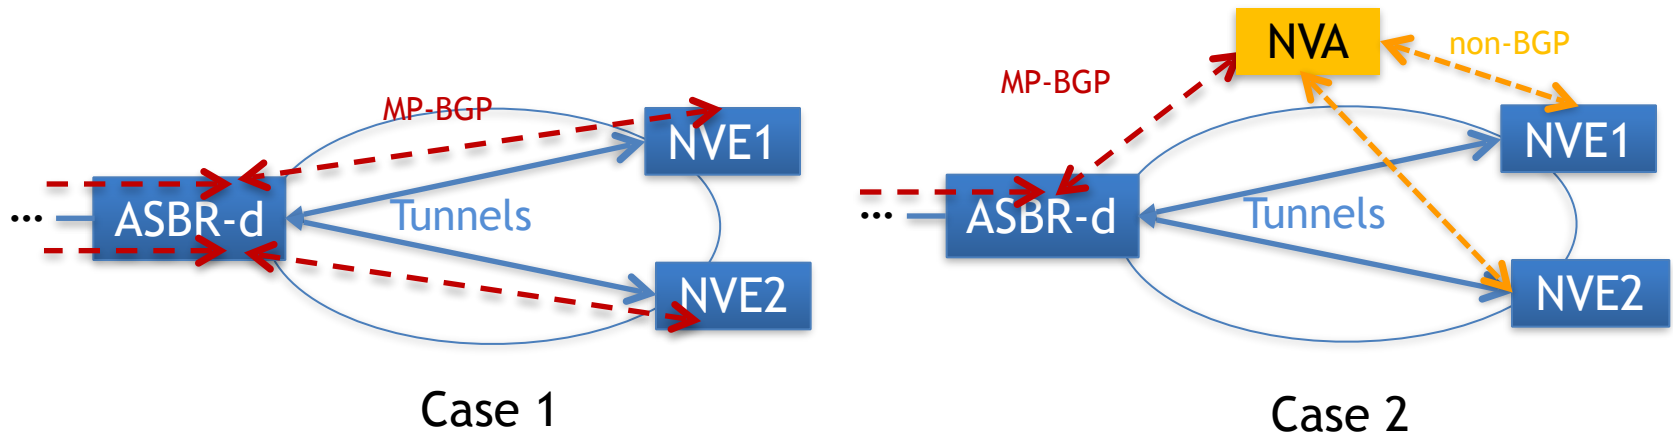 MP-BGP
NVE1
ASBR-d
Tunnels
...
NVE2
Case 1
NVA
non-BGP
MP-BGP
NVE1
ASBR-d
Tunnels
...
NVE2
Case 2